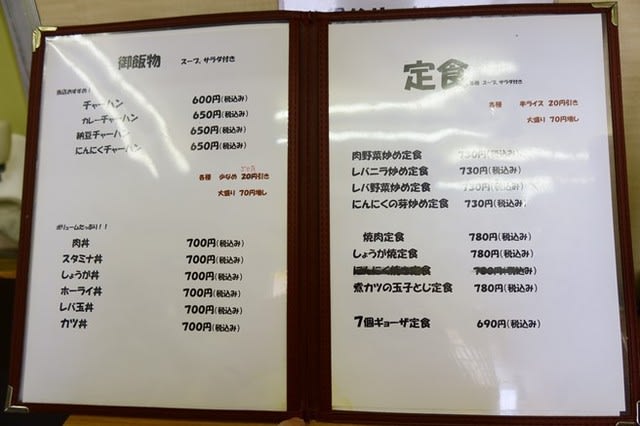 御飯物 スープ、サラダ付き
当店おすすめ！
チャーハン 600円(税込み)
カレーチャーハン 650円(税込み)
納豆チャーハン 650円(税込み)
にんにくチャーハン 650円(税込み)
各種 少なめ 20円引き
大盛り 70円増し
ボリュームたっぷり！！
肉丼 700円(税込み)
スタミナ丼 700円(税込み)
しょうが丼 700円(税込み)
ホーライ丼 700円(税込み)
レバ玉丼 700円(税込み)
カツ丼 700円(税込み)
定食 各種 スープ、サラダ付き
各種 半ライス 20円引き
大盛り 70円増し
肉野菜炒め定食 730円(税込み)
レバニラ炒め定食 730円(税込み)
レバ野菜炒め定食 730円(税込み)
にんにくの芽炒め定食 730円(税込み)
焼肉定食 780円(税込み)
しょうが焼定食 780円(税込み)
煮カツの玉子とじ定食 780円(税込み)
7個ギョーザ定食 690円(税込み)